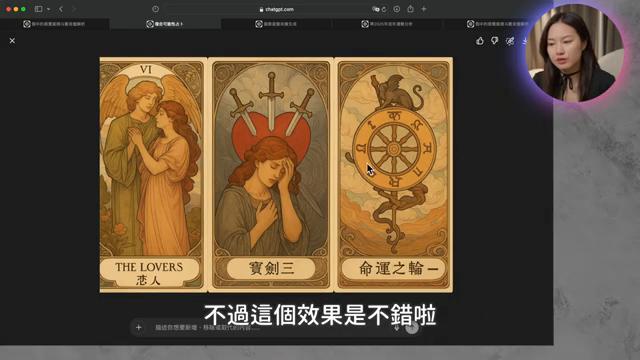 chatgpt.com
VI
THE LOVERS
恋人
寶劍三
命運之輪一
不過這個效果是不錯啦
描述你想要新增、移除或取代的內容...